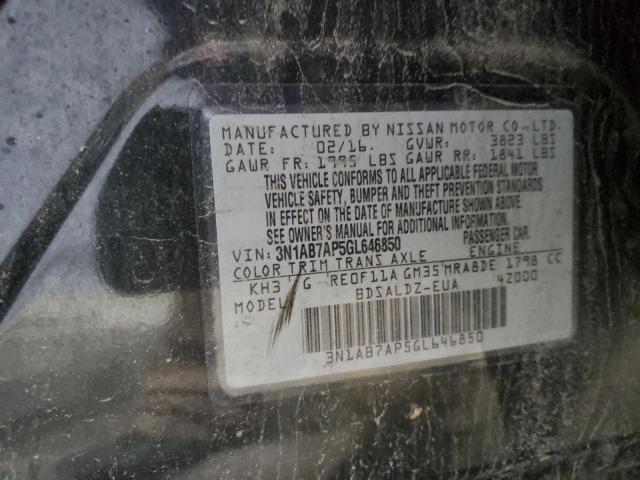 MANUFACTURED BY NISSAN MOTOR CO.,LTD.
DATE: 02/16. GVWR: 3823 LBS
GAWR FR: 1995 LBS GAWR RR: 1841 LBS
THIS VEHICLE CONFORMS TO ALL APPLICABLE FEDERAL MOTOR
VEHICLE SAFETY, BUMPER AND THEFT PREVENTION STANDARDS
IN EFFECT ON THE DATE OF MANUFACTURE SHOWN ABOVE.
SEE OWNER'S MANUAL FOR ADDITIONAL INFORMATION.
VIN: 3N1AB7AP5GL646850 PASSENGER CAR.
COLOR TRIM TRANS AXLE ENGINE
KH3 G RE0F11A GM35 MRA8DE 1798 CC
MODEL BDSALDZ-EUA 4Z000
3N1AB7AP5GL646850